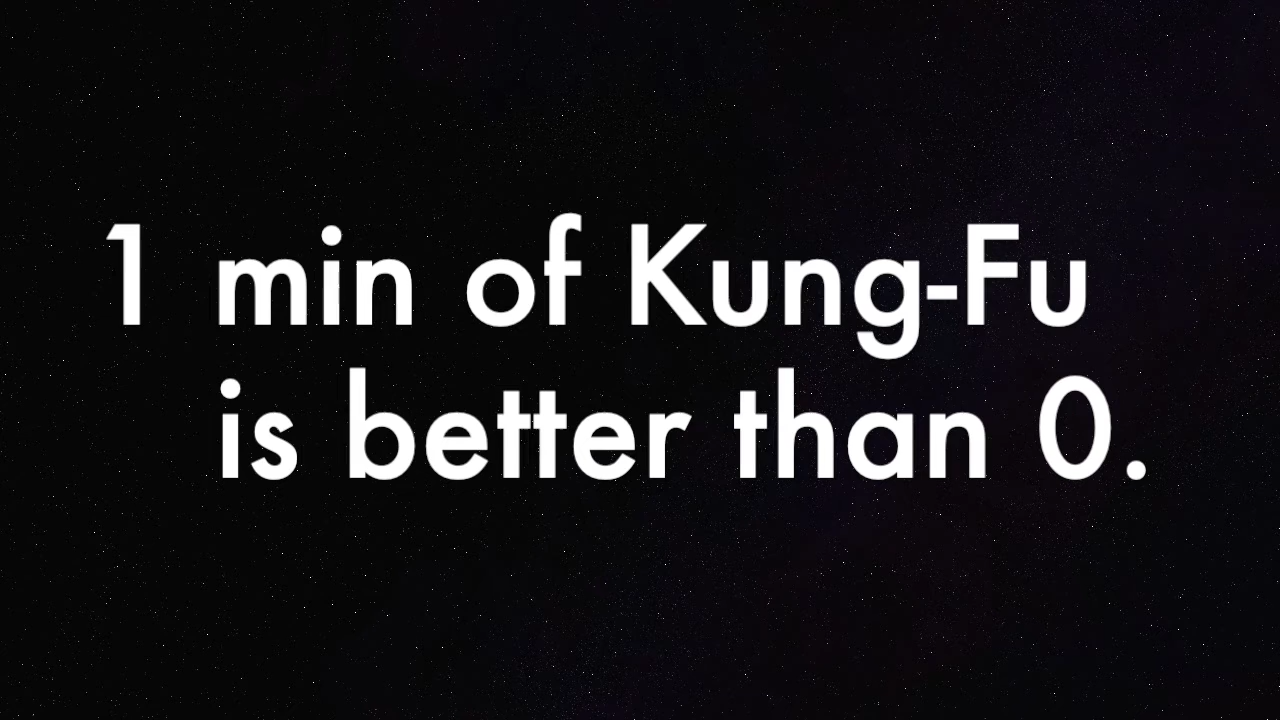 1 min of Kung-Fu
is better than 0.